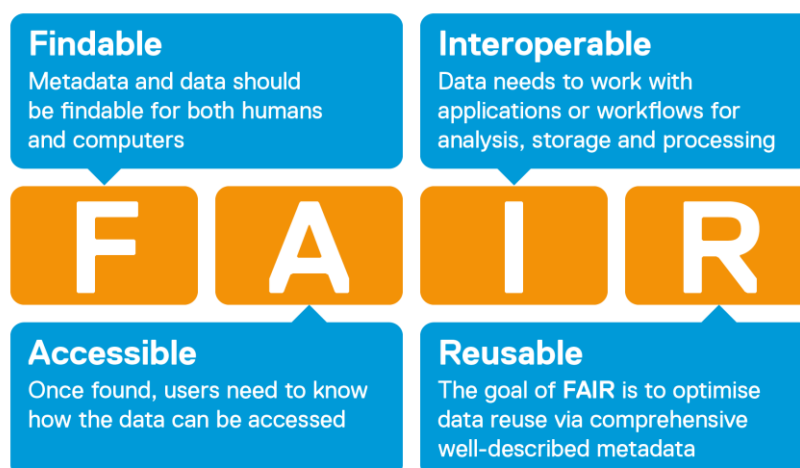 Findable
Metadata and data should
be findable for both humans
and computers
Interoperable
Data needs to work with
applications or workflows for
analysis, storage and processing
F A I R
Accessible
Once found, users need to know
how the data can be accessed
Reusable
The goal of FAIR is to optimise
data reuse via comprehensive
well-described metadata